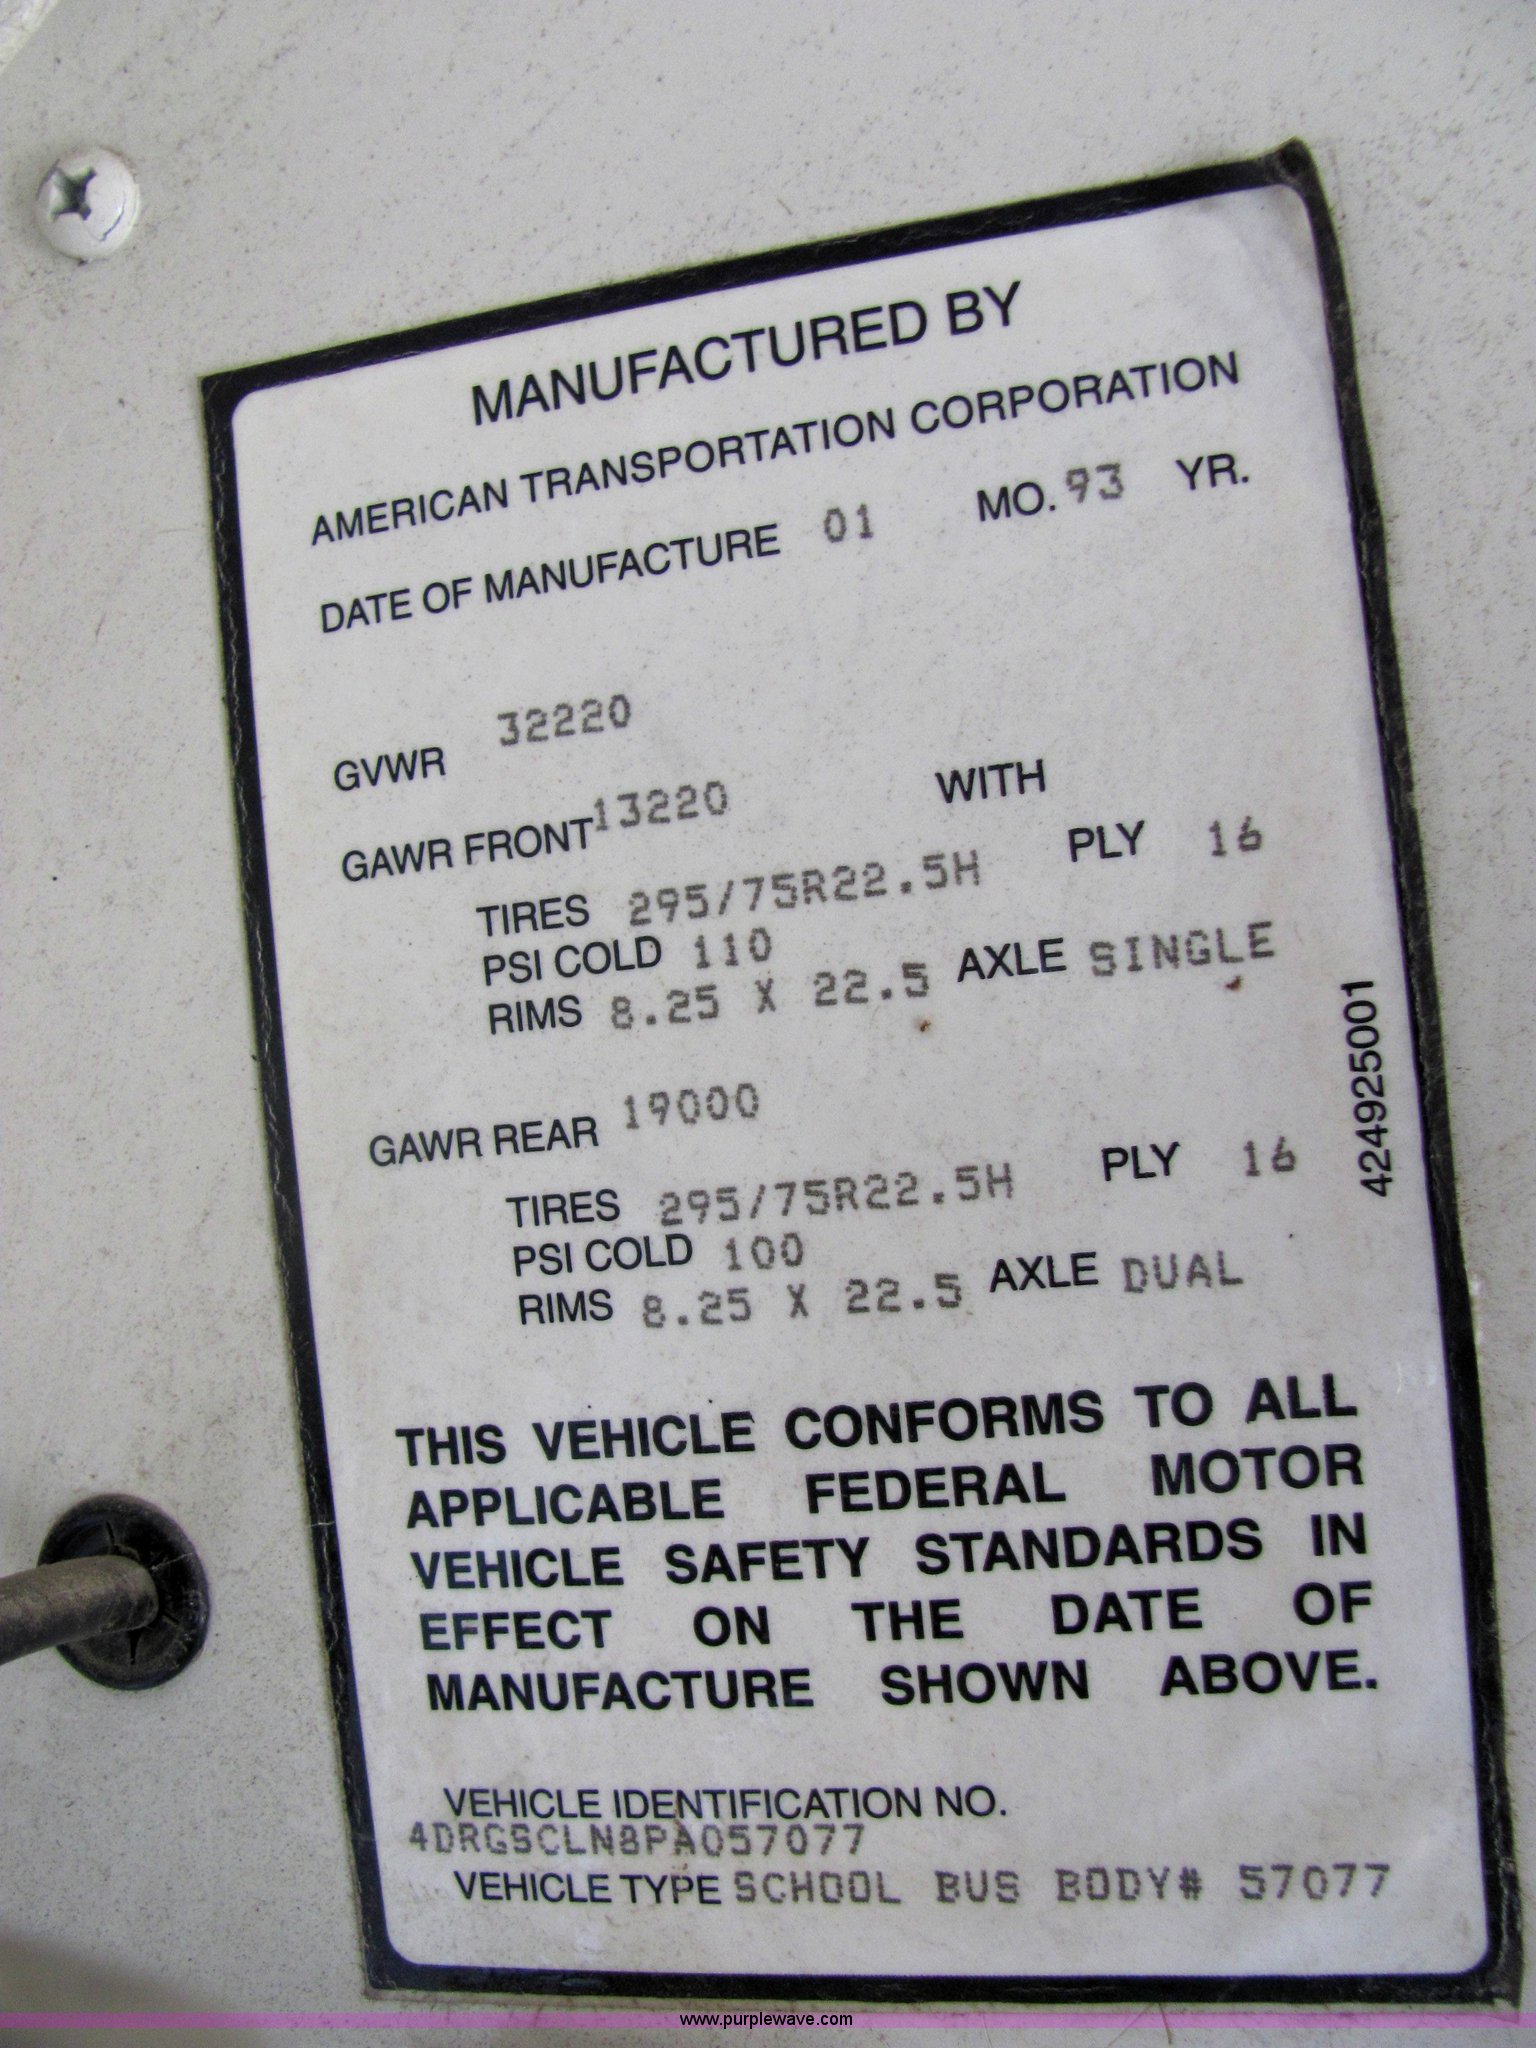 MANUFACTURED BY
AMERICAN TRANSPORTATION CORPORATION
DATE OF MANUFACTURE 01 MO. 93 YR.
GVWR 32220
GAWR FRONT 13220 WITH
TIRES 295/75R22.5H PLY 16
PSI COLD 110
RIMS 8.25 X 22.5 AXLE SINGLE
GAWR REAR 19000
TIRES 295/75R22.5H PLY 16
PSI COLD 100
RIMS 8.25 X 22.5 AXLE DUAL
424925001
THIS VEHICLE CONFORMS TO ALL
APPLICABLE FEDERAL MOTOR
VEHICLE SAFETY STANDARDS IN
EFFECT ON THE DATE OF
MANUFACTURE SHOWN ABOVE.
VEHICLE IDENTIFICATION NO.
4DRGSCLN8PA057077
VEHICLE TYPE SCHOOL BUS BODY# 57077
www.purplewave.com